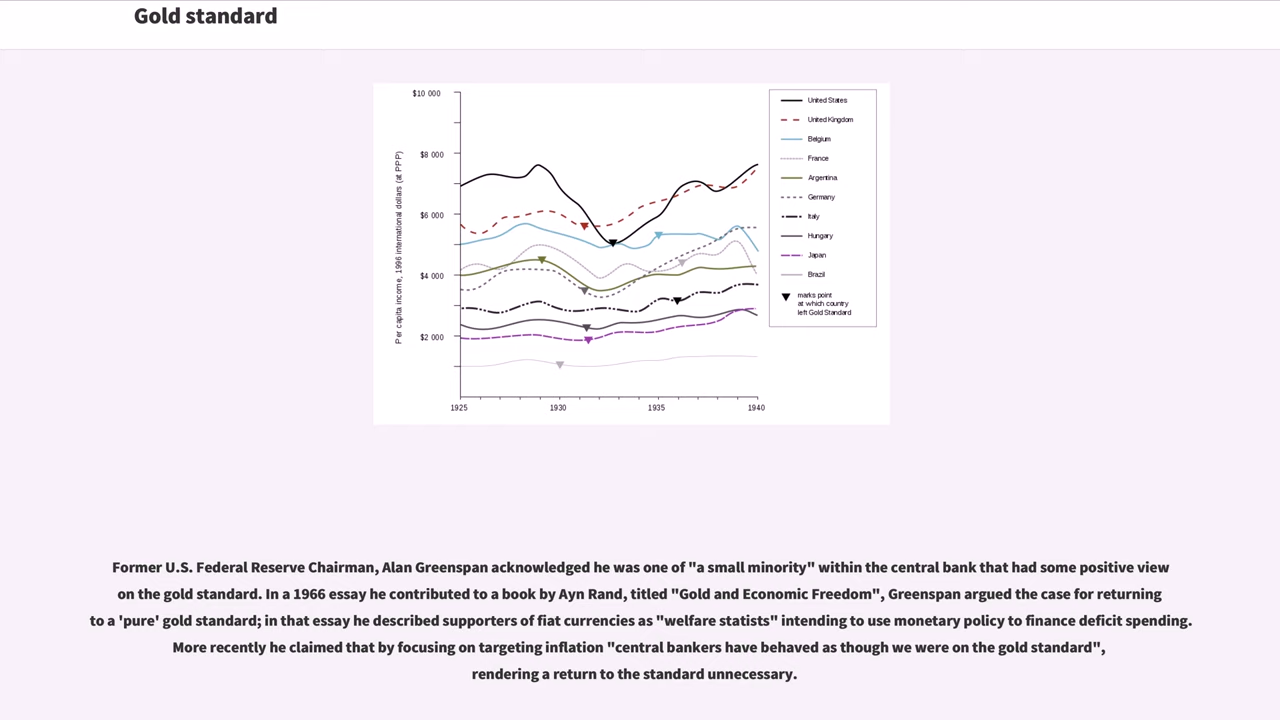 Gold standard
$10 000
$8 000
$6 000
$4 000
$2 000
Per capita income, 1996 international dollars (at PPP)
1925 1930 1935 1940
United States
United Kingdom
Belgium
France
Argentina
Germany
Italy
Hungary
Japan
Brazil
marks point
at which country
left Gold Standard
Former U.S. Federal Reserve Chairman, Alan Greenspan acknowledged he was one of "a small minority" within the central bank that had some positive view
on the gold standard. In a 1966 essay he contributed to a book by Ayn Rand, titled "Gold and Economic Freedom", Greenspan argued the case for returning
to a 'pure' gold standard; in that essay he described supporters of fiat currencies as "welfare statists" intending to use monetary policy to finance deficit spending.
More recently he claimed that by focusing on targeting inflation "central bankers have behaved as though we were on the gold standard",
rendering a return to the standard unnecessary.